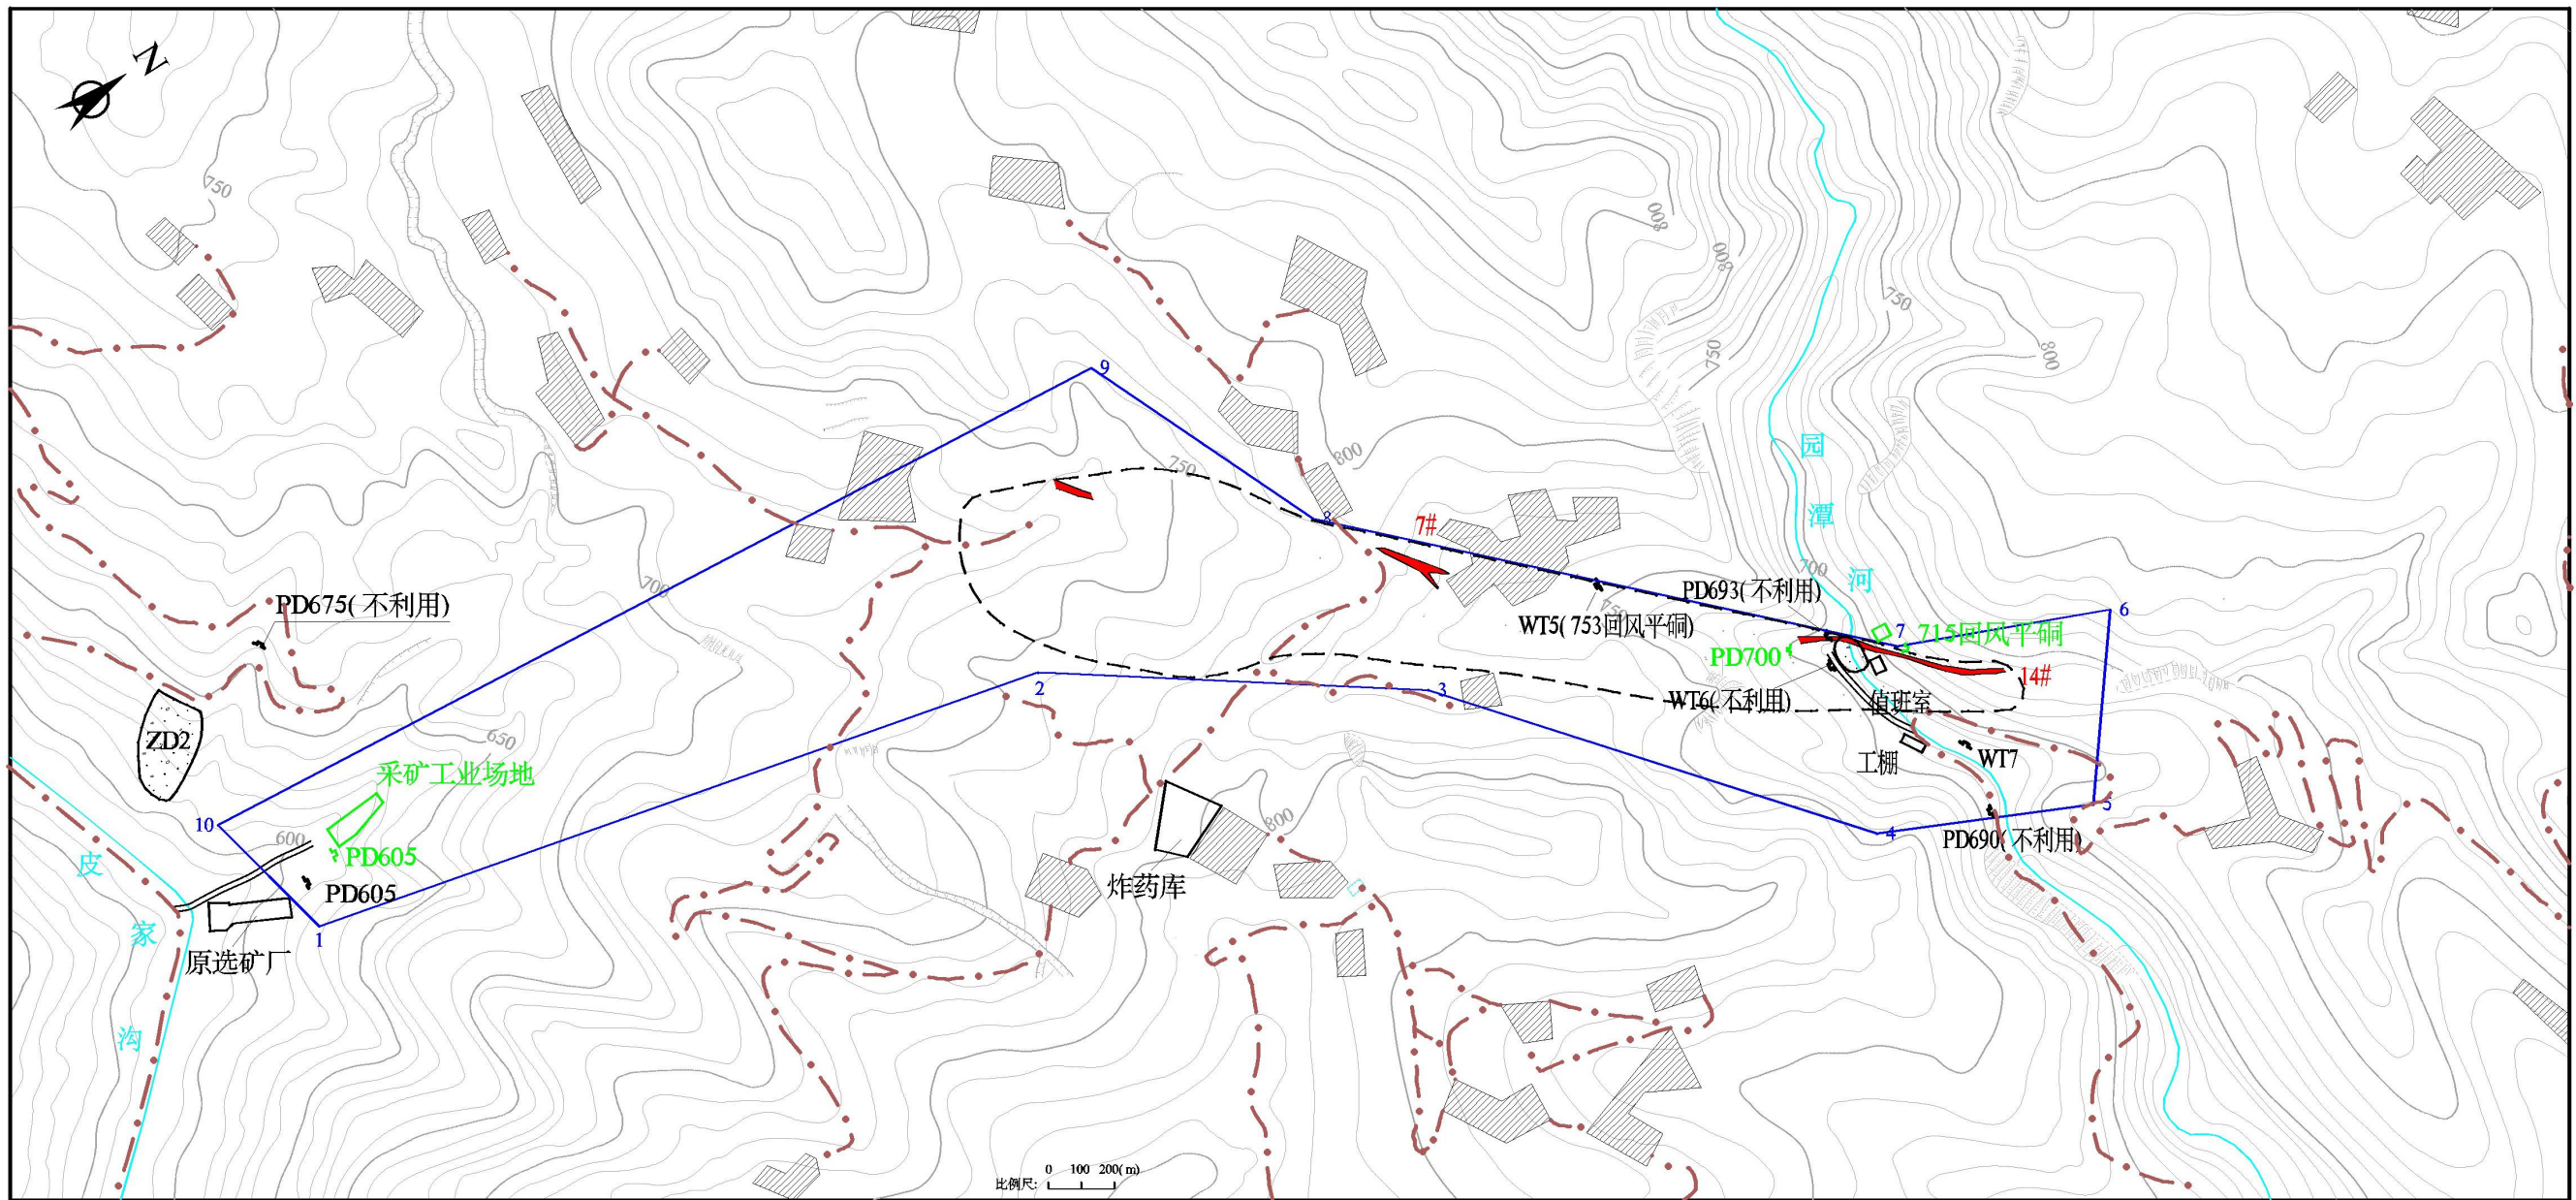 N
750
800
800
750
800
750
9
园
800
750
潭
8
7#
700
河
700
PD693(不利用)
PD675(不利用)
750
6
WT5(753回风平硐)
7
715回风平硐
PD700
14#
2
3
WT6(不利用)
值班室
ZD2
650
工棚
WT7
采矿工业场地
5
10
600
800
4
PD690(不利用)
PD605
皮
炸药库
PD605
家
1
原选矿厂
沟
比例尺:
0 100 200(m)